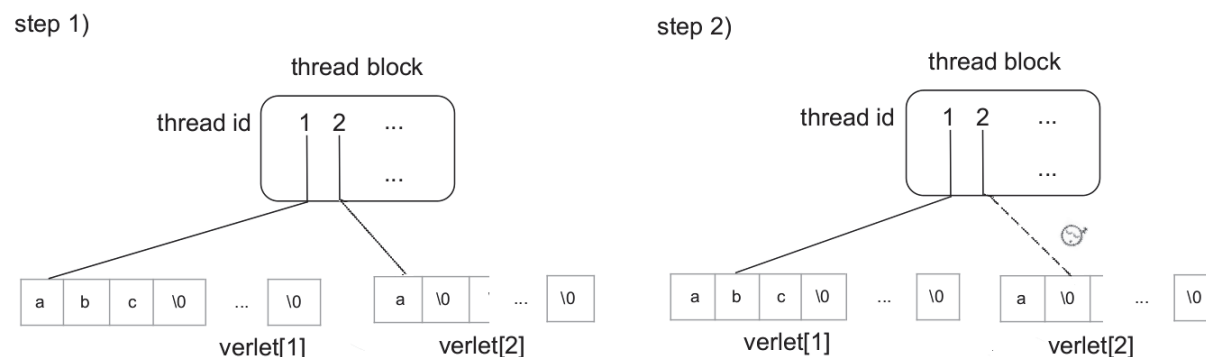 step 1)
thread block
thread id 1 2 ...
...
a b c \0 ... \0
a \0 ... \0
verlet[1]
verlet[2]
step 2)
thread block
thread id 1 2 ...
...
a b c \0 ... \0
a \0 ... \0
verlet[1]
verlet[2]